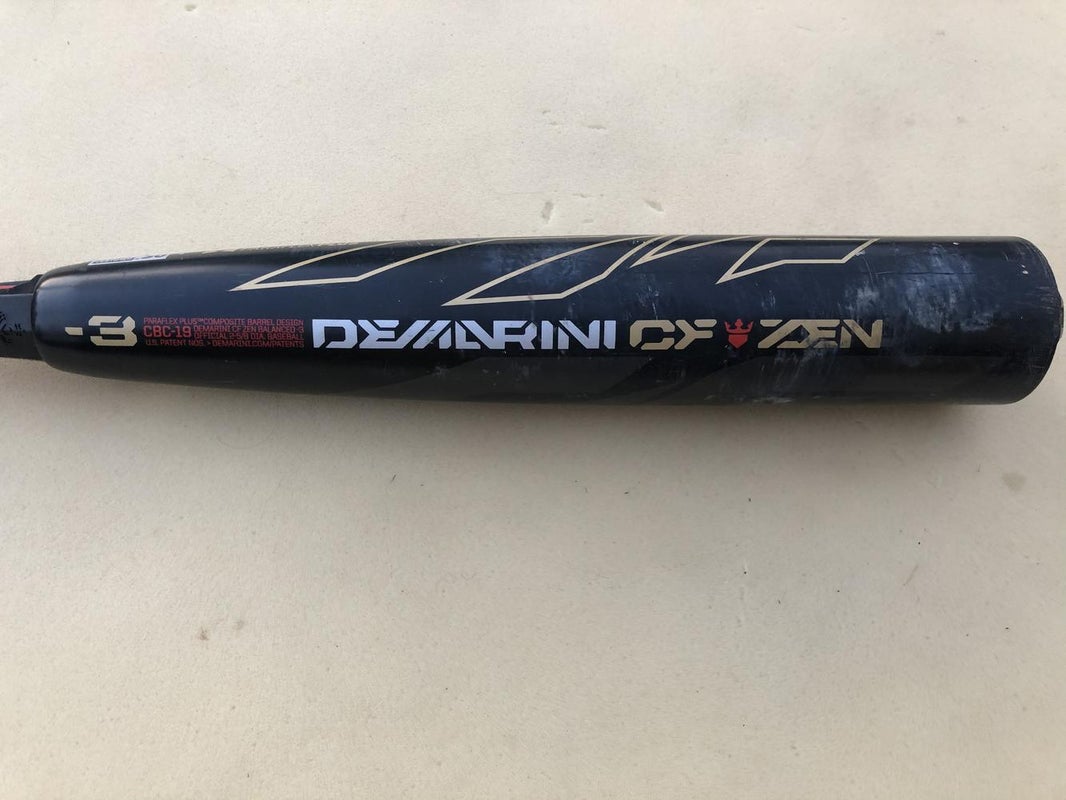 -3
PARAFLEX PLUS™ COMPOSITE BARREL DESIGN
CBC-19 DEMARINI CF ZEN BALANCED -3
OFFICIAL 2-5/8 DIA. BASEBALL
U.S. PATENT NOS. > DEMARINI.COM/PATENTS
DEMARINI CF ZEN